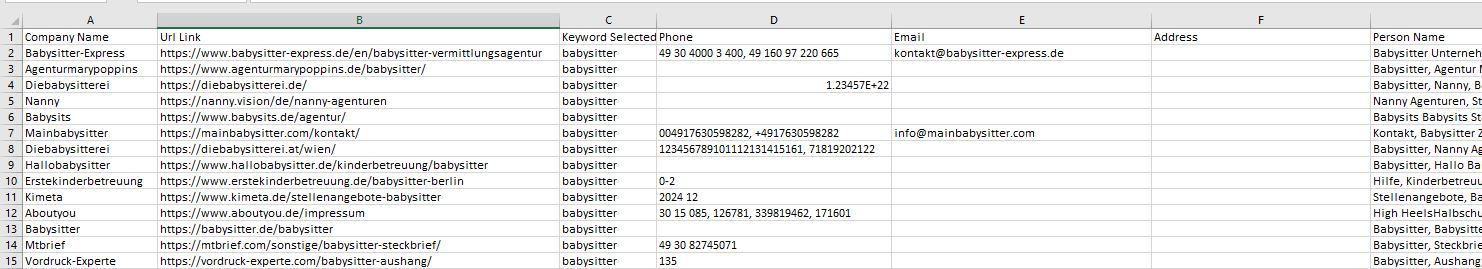 A B C D E F
1 Company Name Url Link Keyword Selected Phone Email Address Person Name
2 Babysitter-Express https://www.babysitter-express.de/en/babysitter-vermittlungsagentur babysitter 49 30 4000 3 400, 49 160 97 220 665 kontakt@babysitter-express.de Babysitter Unterneh
3 Agenturmarypoppins https://www.agenturmarypoppins.de/babysitter/ babysitter Babysitter, Agentur M
4 Diebabysitterei https://diebabysitterei.de/ babysitter 1.23457E+22 Babysitter, Nanny, B
5 Nanny https://nanny.vision/de/nanny-agenturen babysitter Nanny Agenturen, St
6 Babysits https://www.babysits.de/agentur/ babysitter Babysits Babysits St
7 Mainbabysitter https://mainbabysitter.com/kontakt/ babysitter 004917630598282, +4917630598282 info@mainbabysitter.com Kontakt, Babysitter Z
8 Diebabysitterei https://diebabysitterei.at/wien/ babysitter 123456789101112131415161, 71819202122 Babysitter, Nanny Ag
9 Hallobabysitter https://www.hallobabysitter.de/kinderbetreuung/babysitter babysitter Babysitter, Hallo Ba
10 Erstekinderbetreuung https://www.erstekinderbetreuung.de/babysitter-berlin babysitter 0-2 Hilfe, Kinderbetreuu
11 Kimeta https://www.kimeta.de/stellenangebote-babysitter babysitter 2024 12 Stellenangebote, Ba
12 Aboutyou https://www.aboutyou.de/impressum babysitter 30 15 085, 126781, 339819462, 171601 High HeelsHalbschu
13 Babysitter https://babysitter.de/babysitter babysitter Babysitter, Babysitte
14 Mtbrief https://mtbrief.com/sonstige/babysitter-steckbrief/ babysitter 49 30 82745071 Babysitter, Steckbrie
15 Vordruck-Experte https://vordruck-experte.com/babysitter-aushang/ babysitter 135 Babysitter, Aushang